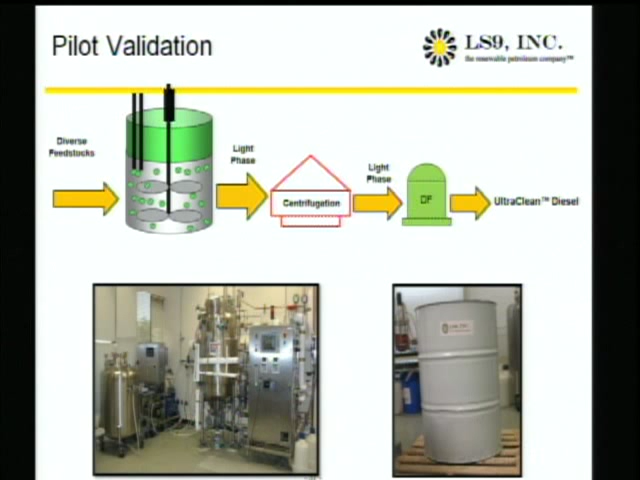 Pilot Validation
LS9, INC.
the renewable petroleum company™
Diverse
Feedstocks
Light
Phase
Centrifugation
Light
Phase
DF
UltraClean™ Diesel